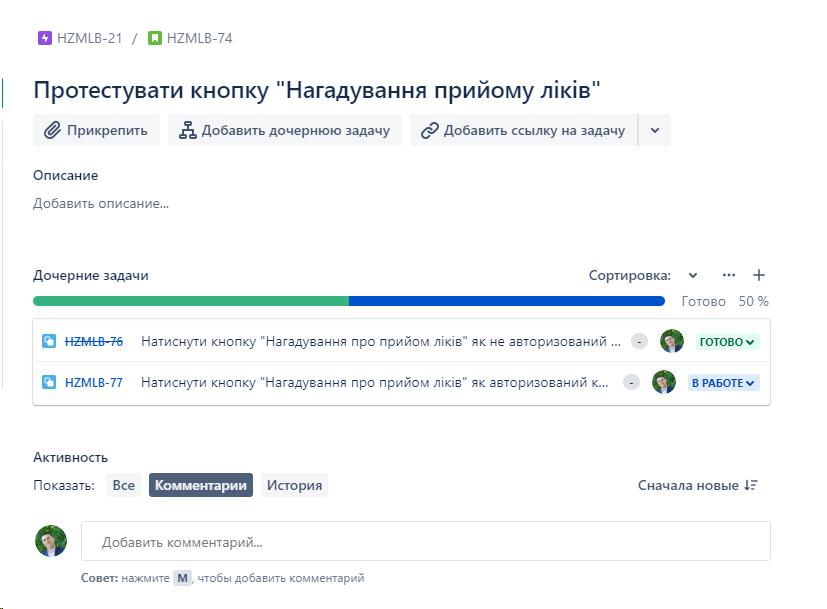 HZMLB-21 / HZMLB-74
Протестувати кнопку "Нагадування прийому ліків"
Прикрепить Добавить дочернюю задачу Добавить ссылку на задачу
Описание
Добавить описание...
Дочерние задачи Сортировка: ... +
Готово 50 %
HZMLB-76 Натиснути кнопку "Нагадування про прийом ліків" як не авторизований ... - ГОТОВО
HZMLB-77 Натиснути кнопку "Нагадування про прийом ліків" як авторизований к... - В РАБОТЕ
Активность
Показать: Все Комментарии История Сначала новые
Добавить комментарий...
Совет: нажмите M, чтобы добавить комментарий